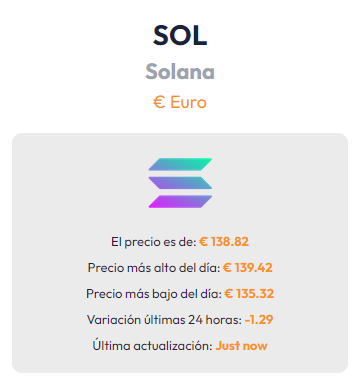 SOL
Solana
€ Euro
El precio es de: € 138.82
Precio más alto del día: € 139.42
Precio más bajo del día: € 135.32
Variación últimas 24 horas: -1.29
Última actualización: Just now